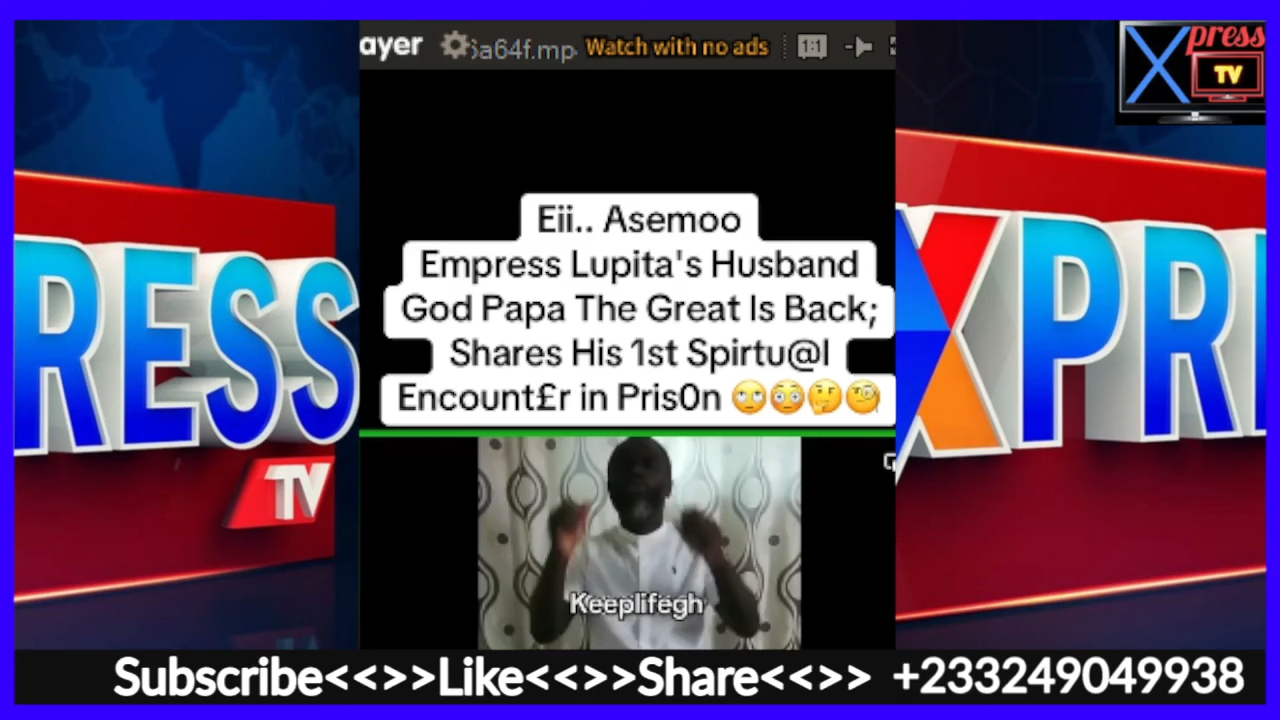 ayer 6a64f.mp Watch with no ads 1:1
Xpress
TV
Eii.. Asemoo
Empress Lupita's Husband
God Papa The Great Is Back;
Shares His 1st Spirtu@l
Encount£r in Pris0n 🙄😳🤔🧐
RESS
TV
XPR
Keeplifegh
Subscribe<<>>Like<<>>Share<<>> +233249049938